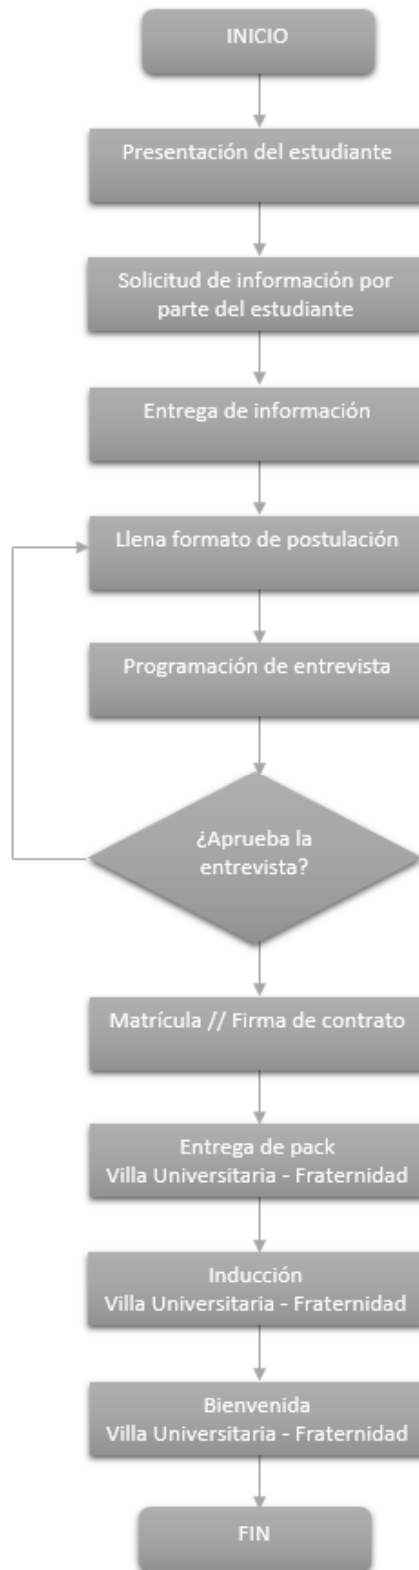 INICIO
Presentación del estudiante
Solicitud de información por
parte del estudiante
Entrega de información
Llena formato de postulación
Programación de entrevista
¿Aprueba la
entrevista?
Matrícula // Firma de contrato
Entrega de pack
Villa Universitaria - Fraternidad
Inducción
Villa Universitaria - Fraternidad
Bienvenida
Villa Universitaria - Fraternidad
FIN